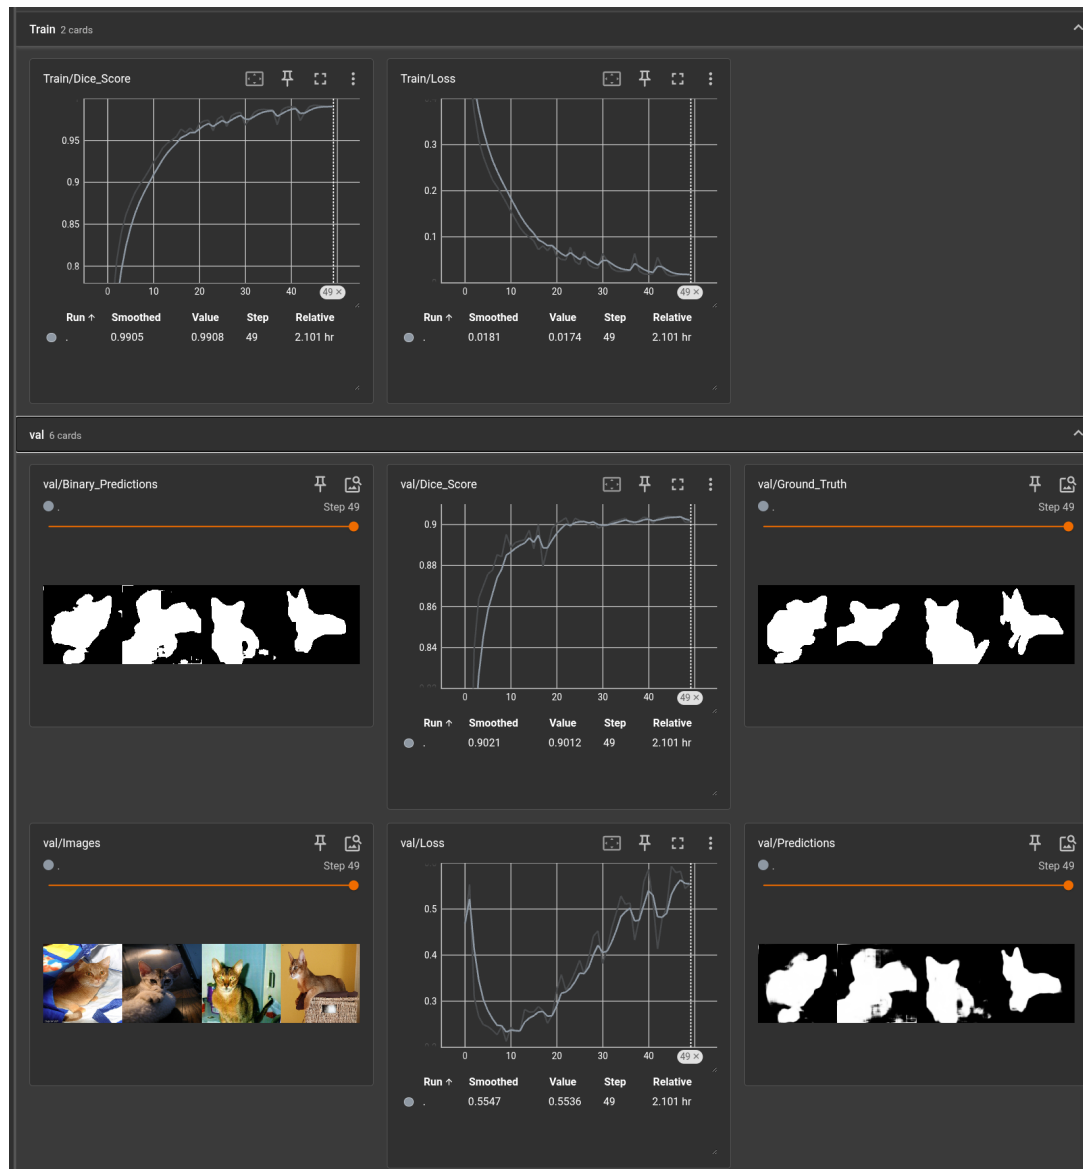 Train 2 cards
Train/Dice_Score
0.95
0.9
0.85
0.8
0 10 20 30 40 49 ×
Run ↑ Smoothed Value Step Relative
. 0.9905 0.9908 49 2.101 hr
Train/Loss
0.3
0.2
0.1
0 10 20 30 40 49 ×
Run ↑ Smoothed Value Step Relative
. 0.0181 0.0174 49 2.101 hr
val 6 cards
val/Binary_Predictions
. Step 49
val/Dice_Score
0.9
0.88
0.86
0.84
0 10 20 30 40 49 ×
Run ↑ Smoothed Value Step Relative
. 0.9021 0.9012 49 2.101 hr
val/Ground_Truth
. Step 49
val/Images
. Step 49
val/Loss
0.5
0.4
0.3
0 10 20 30 40 49 ×
Run ↑ Smoothed Value Step Relative
. 0.5547 0.5536 49 2.101 hr
val/Predictions
. Step 49